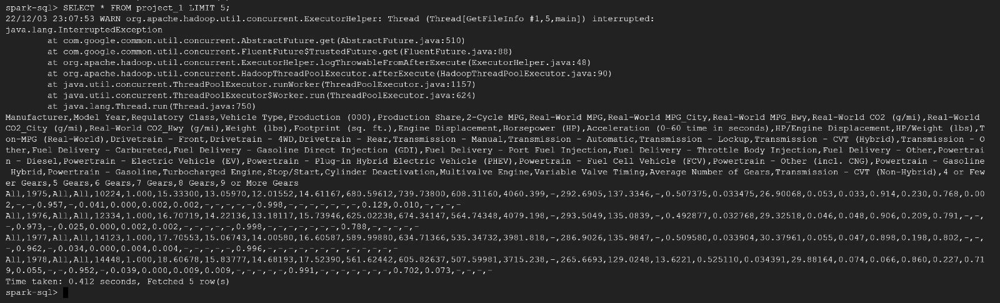 spark-sql> SELECT * FROM project_1 LIMIT 5;
22/12/03 23:07:53 WARN org.apache.hadoop.util.concurrent.ExecutorHelper: Thread (Thread[GetFileInfo #1,5,main]) interrupted:
java.lang.InterruptedException
        at com.google.common.util.concurrent.AbstractFuture.get(AbstractFuture.java:510)
        at com.google.common.util.concurrent.FluentFuture$TrustedFuture.get(FluentFuture.java:88)
        at org.apache.hadoop.util.concurrent.ExecutorHelper.logThrowableFromAfterExecute(ExecutorHelper.java:48)
        at org.apache.hadoop.util.concurrent.HadoopThreadPoolExecutor.afterExecute(HadoopThreadPoolExecutor.java:90)
        at java.util.concurrent.ThreadPoolExecutor.runWorker(ThreadPoolExecutor.java:1157)
        at java.util.concurrent.ThreadPoolExecutor$Worker.run(ThreadPoolExecutor.java:624)
        at java.lang.Thread.run(Thread.java:750)
Manufacturer,Model Year,Regulatory Class,Vehicle Type,Production (000),Production Share,2-Cycle MPG,Real-World MPG,Real-World MPG_City,Real-World MPG_Hwy,Real-World CO2 (g/mi),Real-World
CO2_City (g/mi),Real-World CO2_Hwy (g/mi),Weight (lbs),Footprint (sq. ft.),Engine Displacement,Horsepower (HP),Acceleration (0-60 time in seconds),HP/Engine Displacement,HP/Weight (lbs),T
on-MPG (Real-World),Drivetrain - Front,Drivetrain - 4WD,Drivetrain - Rear,Transmission - Manual,Transmission - Automatic,Transmission - Lockup,Transmission - CVT (Hybrid),Transmission - O
ther,Fuel Delivery - Carbureted,Fuel Delivery - Gasoline Direct Injection (GDI),Fuel Delivery - Port Fuel Injection,Fuel Delivery - Throttle Body Injection,Fuel Delivery - Other,Powertrai
n - Diesel,Powertrain - Electric Vehicle (EV),Powertrain - Plug-in Hybrid Electric Vehicle (PHEV),Powertrain - Fuel Cell Vehicle (FCV),Powertrain - Other (incl. CNG),Powertrain - Gasoline
 Hybrid,Powertrain - Gasoline,Turbocharged Engine,Stop/Start,Cylinder Deactivation,Multivalve Engine,Variable Valve Timing,Average Number of Gears,Transmission - CVT (Non-Hybrid),4 or Few
er Gears,5 Gears,6 Gears,7 Gears,8 Gears,9 or More Gears
All,1975,All,All,10224,1.000,15.33300,13.05970,12.01552,14.61167,680.59612,739.73800,608.31160,4060.399,-,292.6905,137.3346,-,0.507375,0.033475,26.90068,0.053,0.033,0.914,0.230,0.768,0.00
2,-,-,0.957,-,0.041,0.000,0.002,0.002,-,-,-,-,-,0.998,-,-,-,-,-,-,0.129,0.010,-,-,-,-
All,1976,All,All,12334,1.000,16.70719,14.22136,13.18117,15.73946,625.02238,674.34147,564.74348,4079.198,-,293.5049,135.0839,-,0.492877,0.032768,29.32518,0.046,0.048,0.906,0.209,0.791,-,-,
-,0.973,-,0.025,0.000,0.002,0.002,-,-,-,-,-,0.998,-,-,-,-,-,-,0.788,-,-,-,-,-
All,1977,All,All,14123,1.000,17.70553,15.06743,14.00580,16.60587,589.99880,634.71366,535.34732,3981.818,-,286.9026,135.9847,-,0.509580,0.033904,30.37961,0.055,0.047,0.898,0.198,0.802,-,-,
-,0.962,-,0.034,0.000,0.004,0.004,-,-,-,-,-,0.996,-,-,-,-,-,-,-,-,-,-,-,-
All,1978,All,All,14448,1.000,18.60678,15.83777,14.68193,17.52390,561.62442,605.82637,507.59981,3715.238,-,265.6693,129.0248,13.6221,0.525110,0.034391,29.88164,0.074,0.066,0.860,0.227,0.71
9,0.055,-,-,0.952,-,0.039,0.000,0.009,0.009,-,-,-,-,-,0.991,-,-,-,-,-,-,0.702,0.073,-,-,-,-
Time taken: 0.412 seconds, Fetched 5 row(s)
spark-sql>